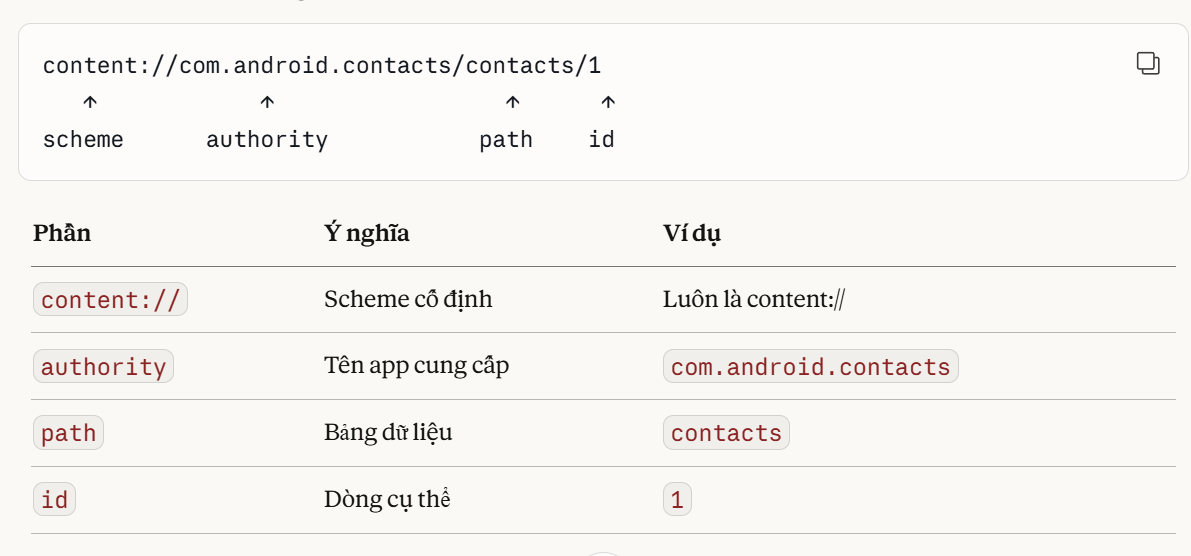 content://com.android.contacts/contacts/1
↑ ↑ ↑ ↑
scheme authority path id
Phần Ý nghĩa Ví dụ
content:// Scheme cố định Luôn là content://
authority Tên app cung cấp com.android.contacts
path Bảng dữ liệu contacts
id Dòng cụ thể 1